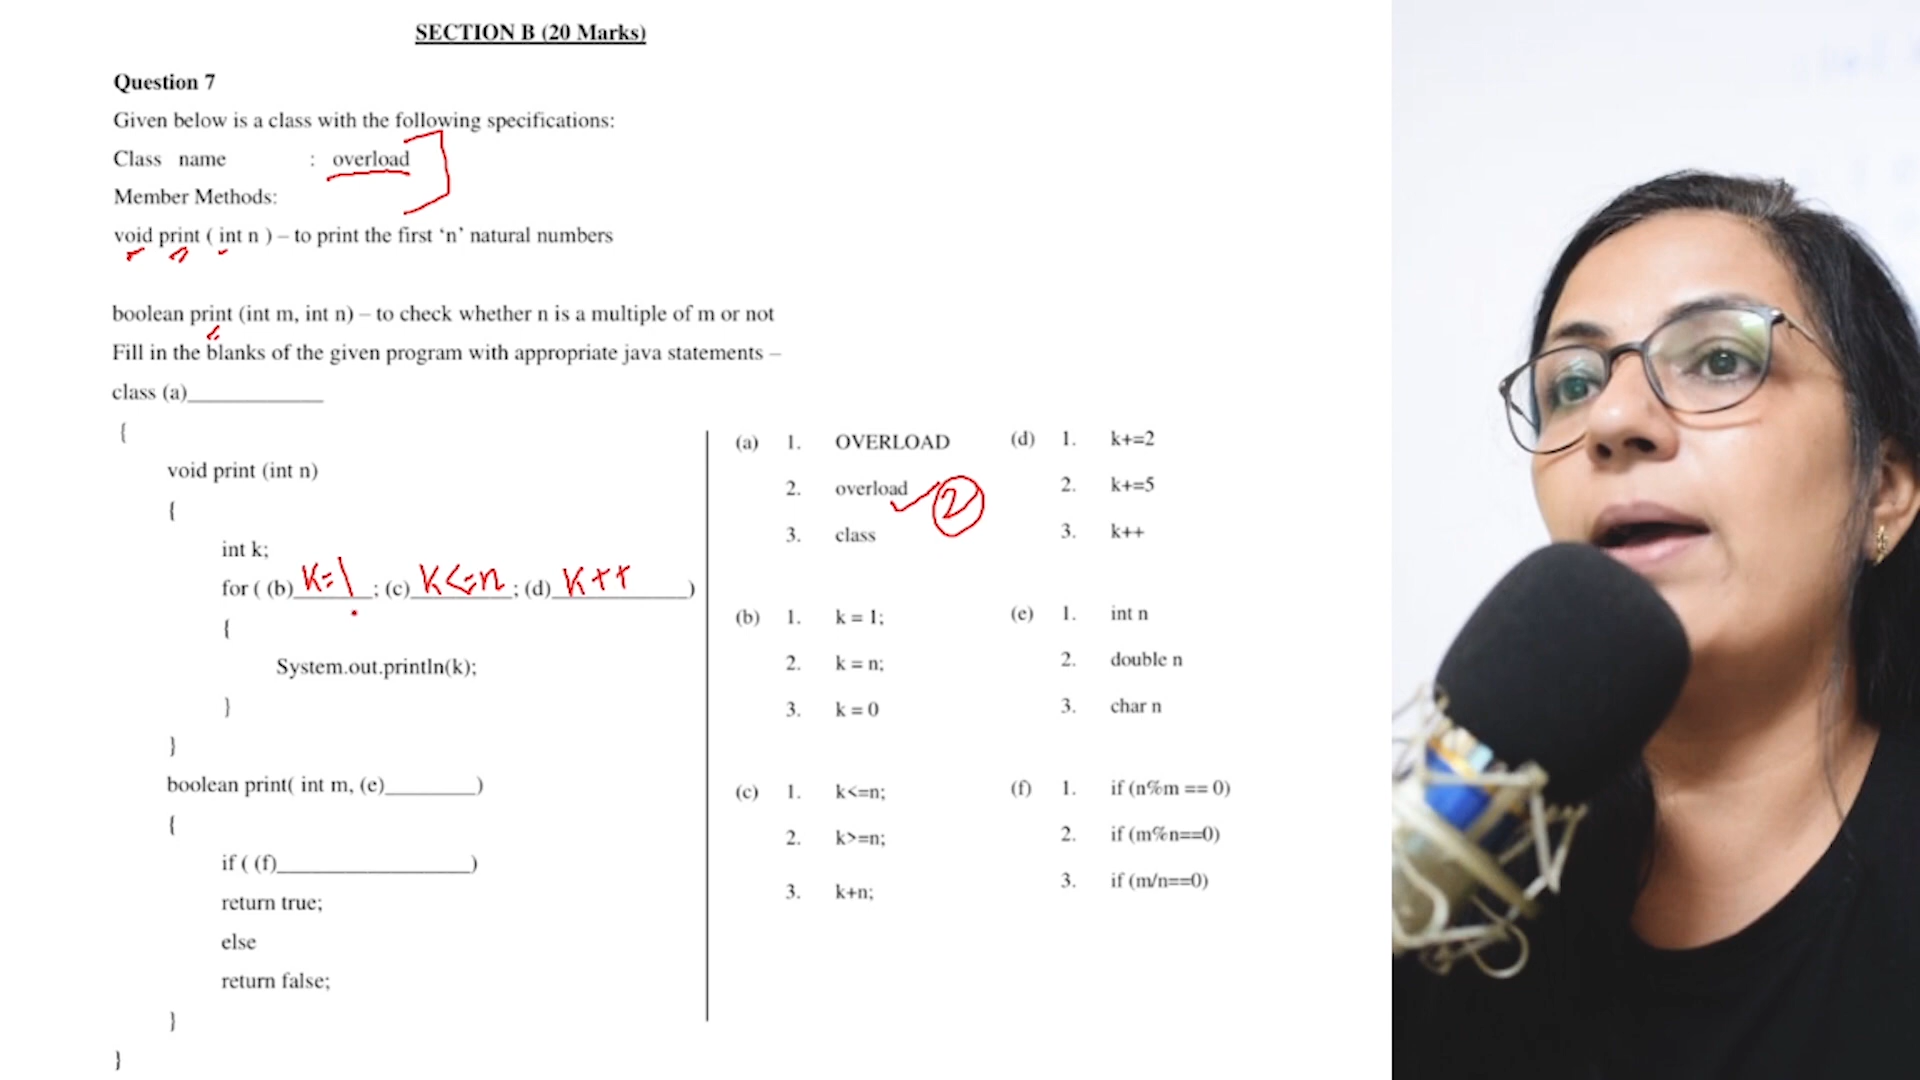 SECTION B (20 Marks)
Question 7
Given below is a class with the following specifications:
Class name : overload
Member Methods:
void print ( int n ) – to print the first ‘n’ natural numbers
boolean print (int m, int n) – to check whether n is a multiple of m or not
Fill in the blanks of the given program with appropriate java statements –
class (a)____________
{
void print (int n)
{
int k;
for ( (b) K=1 ; (c) K<=n ; (d) K++ )
{
System.out.println(k);
}
}
boolean print( int m, (e)________)
{
if ( (f)_________________)
return true;
else
return false;
}
}
(a) 1. OVERLOAD
2. overload 2
3. class
(b) 1. k = 1;
2. k = n;
3. k = 0
(c) 1. k<=n;
2. k>=n;
3. k+n;
(d) 1. k+=2
2. k+=5
3. k++
(e) 1. int n
2. double n
3. char n
(f) 1. if (n%m == 0)
2. if (m%n==0)
3. if (m/n==0)